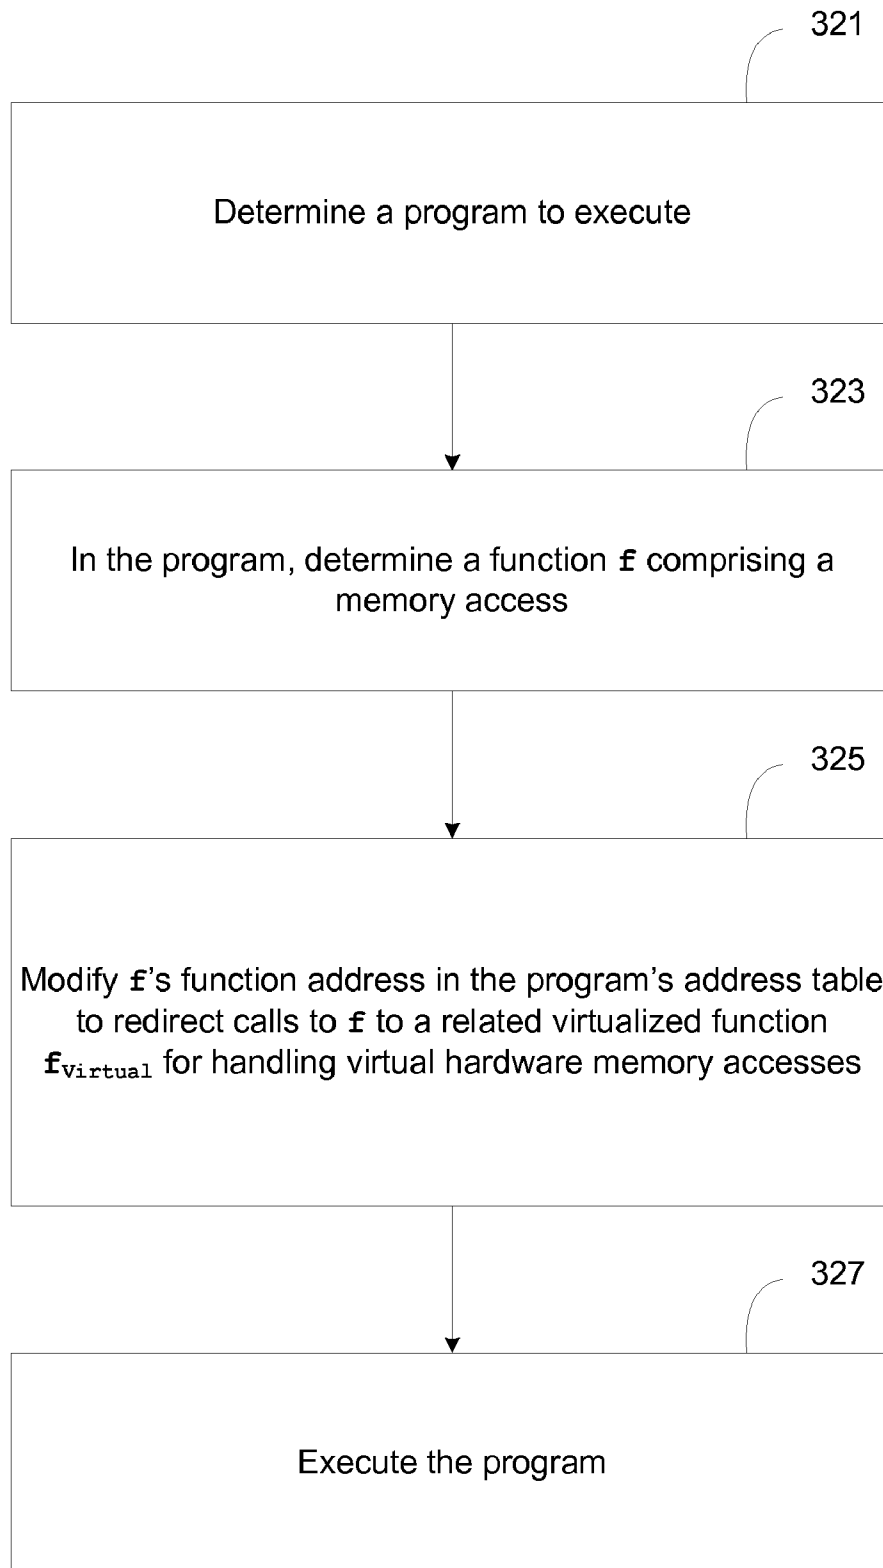 321
Determine a program to execute
323
In the program, determine a function f comprising a
memory access
325
Modify f's function address in the program's address table
to redirect calls to f to a related virtualized function
fVirtual for handling virtual hardware memory accesses
327
Execute the program